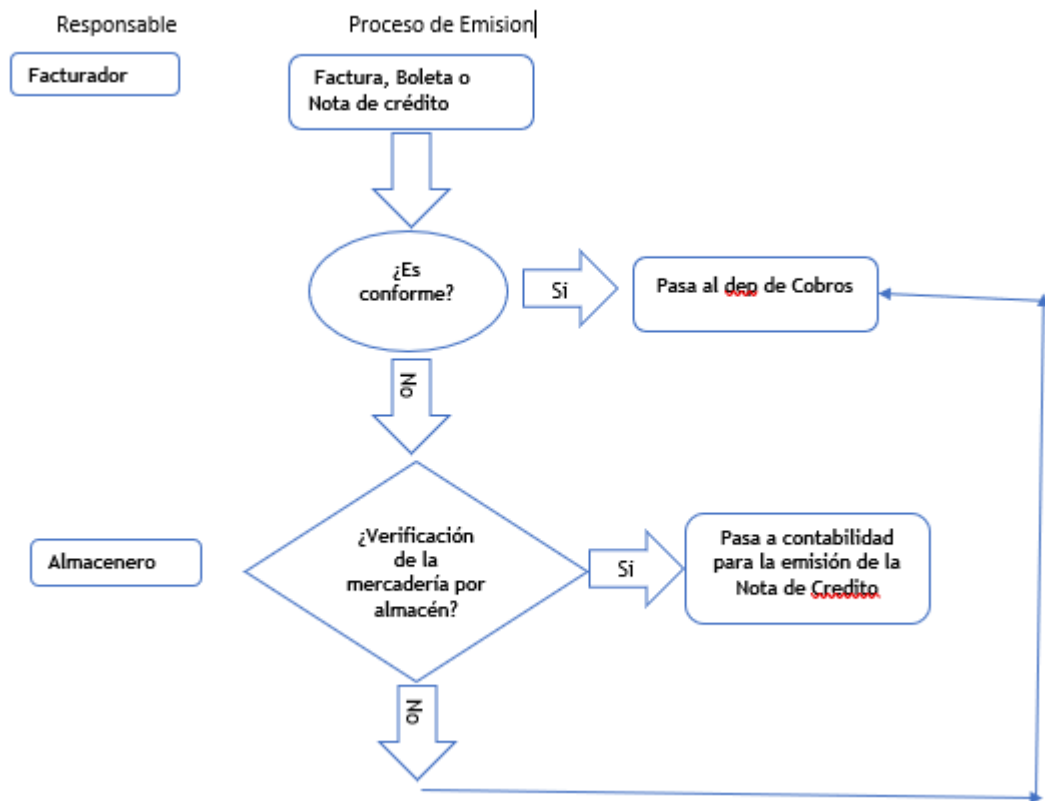 Responsable
Proceso de Emision
Facturador
Factura, Boleta o
Nota de crédito
¿Es
conforme?
Si
Pasa al dep de Cobros
No
Almacenero
¿Verificación
de la
mercadería por
almacén?
Si
Pasa a contabilidad
para la emisión de la
Nota de Credito
No